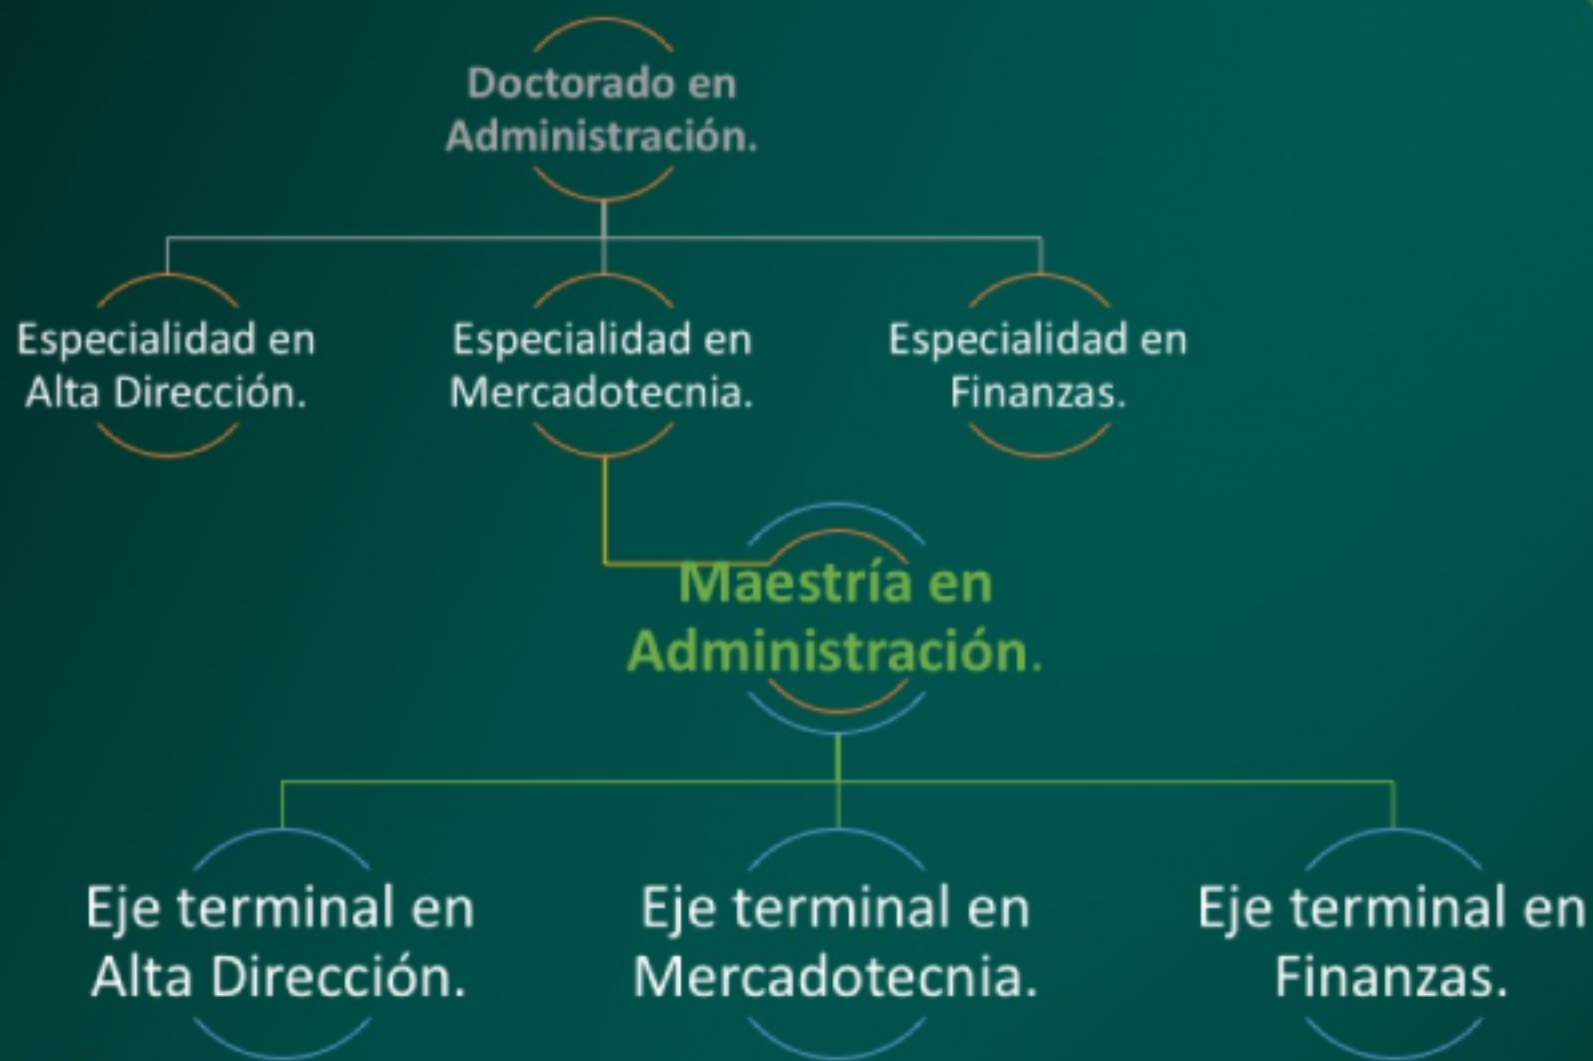 Doctorado en
Administración.
Especialidad en
Alta Dirección.
Especialidad en
Mercadotecnia.
Especialidad en
Finanzas.
Maestría en
Administración.
Eje terminal en
Alta Dirección.
Eje terminal en
Mercadotecnia.
Eje terminal en
Finanzas.